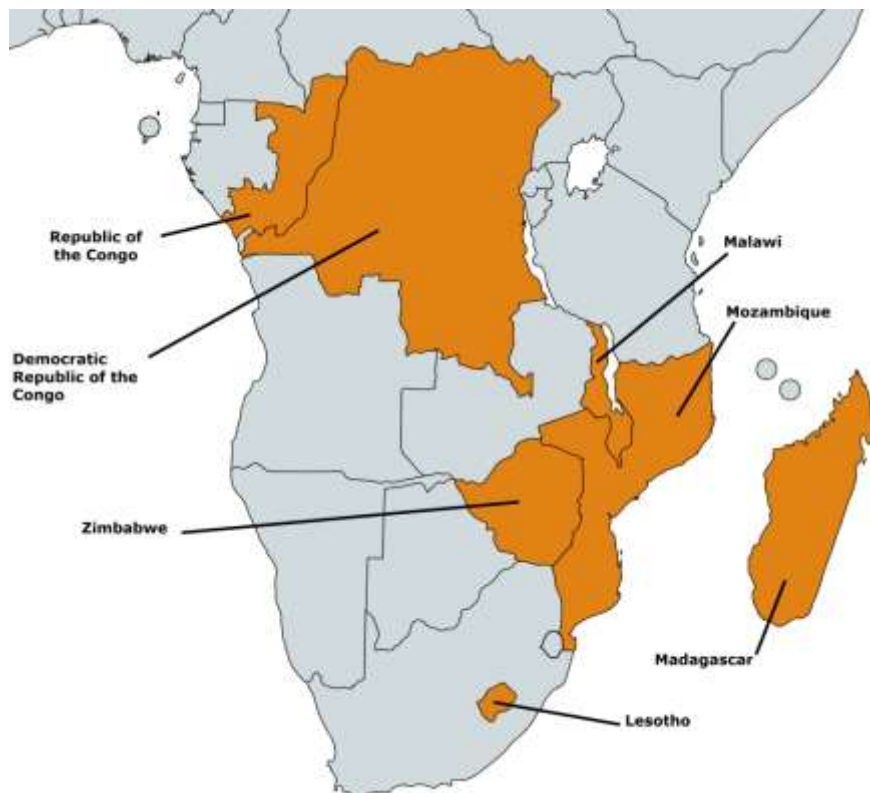 Republic of
the Congo
Malawi
Mozambique
Democratic
Republic of the
Congo
Zimbabwe
Madagascar
Lesotho